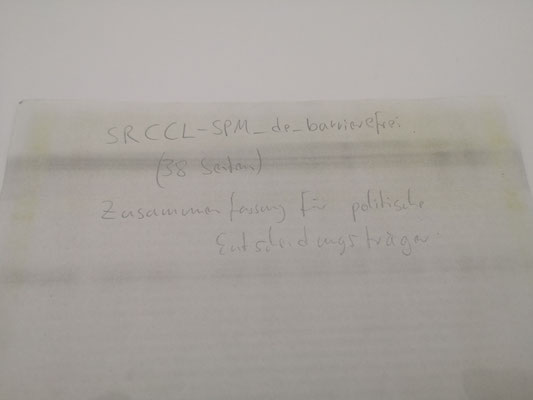 SRCCL-SPM_de_barrierefrei
(38 Seiten)
Zusammenfassung für politische
Entscheidungsträger